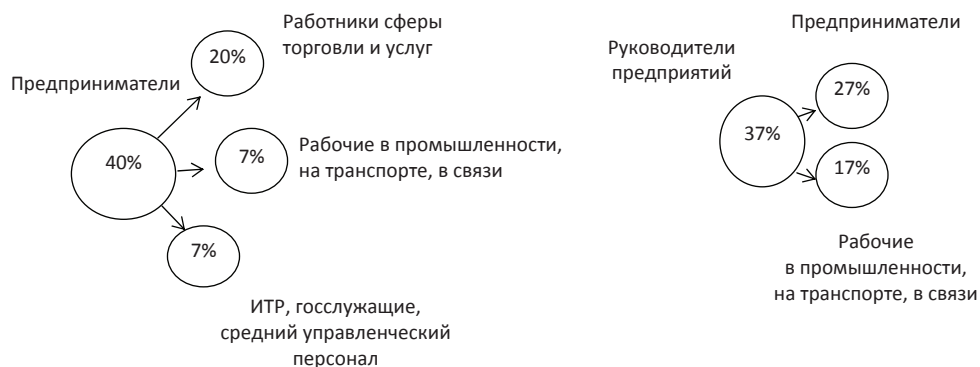 Работники сферы
торговли и услуг
20%
Предприниматели
40%
7%
Рабочие в промышленности,
на транспорте, в связи
7%
ИТР, госслужащие,
средний управленческий
персонал
Предприниматели
Руководители
предприятий
27%
37%
17%
Рабочие
в промышленности,
на транспорте, в связи